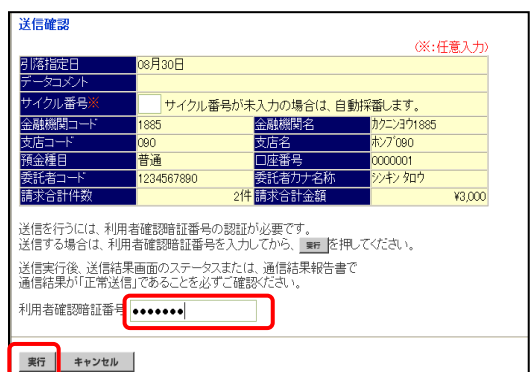 送信確認
(※:任意入力)
引落指定日 08月30日
データコメント
サイクル番号※ サイクル番号が未入力の場合は、自動採番します。
金融機関コード 1885 金融機関名 カクニンヨウ1885
支店コード 090 支店名 ホンブ090
預金種目 普通 口座番号 0000001
委託者コード 1234567890 委託者カナ名称 シンキン タロウ
請求合計件数 2件 請求合計金額 ¥3,000
送信を行うには、利用者確認暗証番号の認証が必要です。
送信する場合は、利用者確認暗証番号を入力してから、 実行 を押してください。
送信実行後、送信結果画面のステータスまたは、通信結果報告書で
通信結果が「正常送信」であることを必ずご確認ください。
利用者確認暗証番号 ●●●●●●●
実行 キャンセル